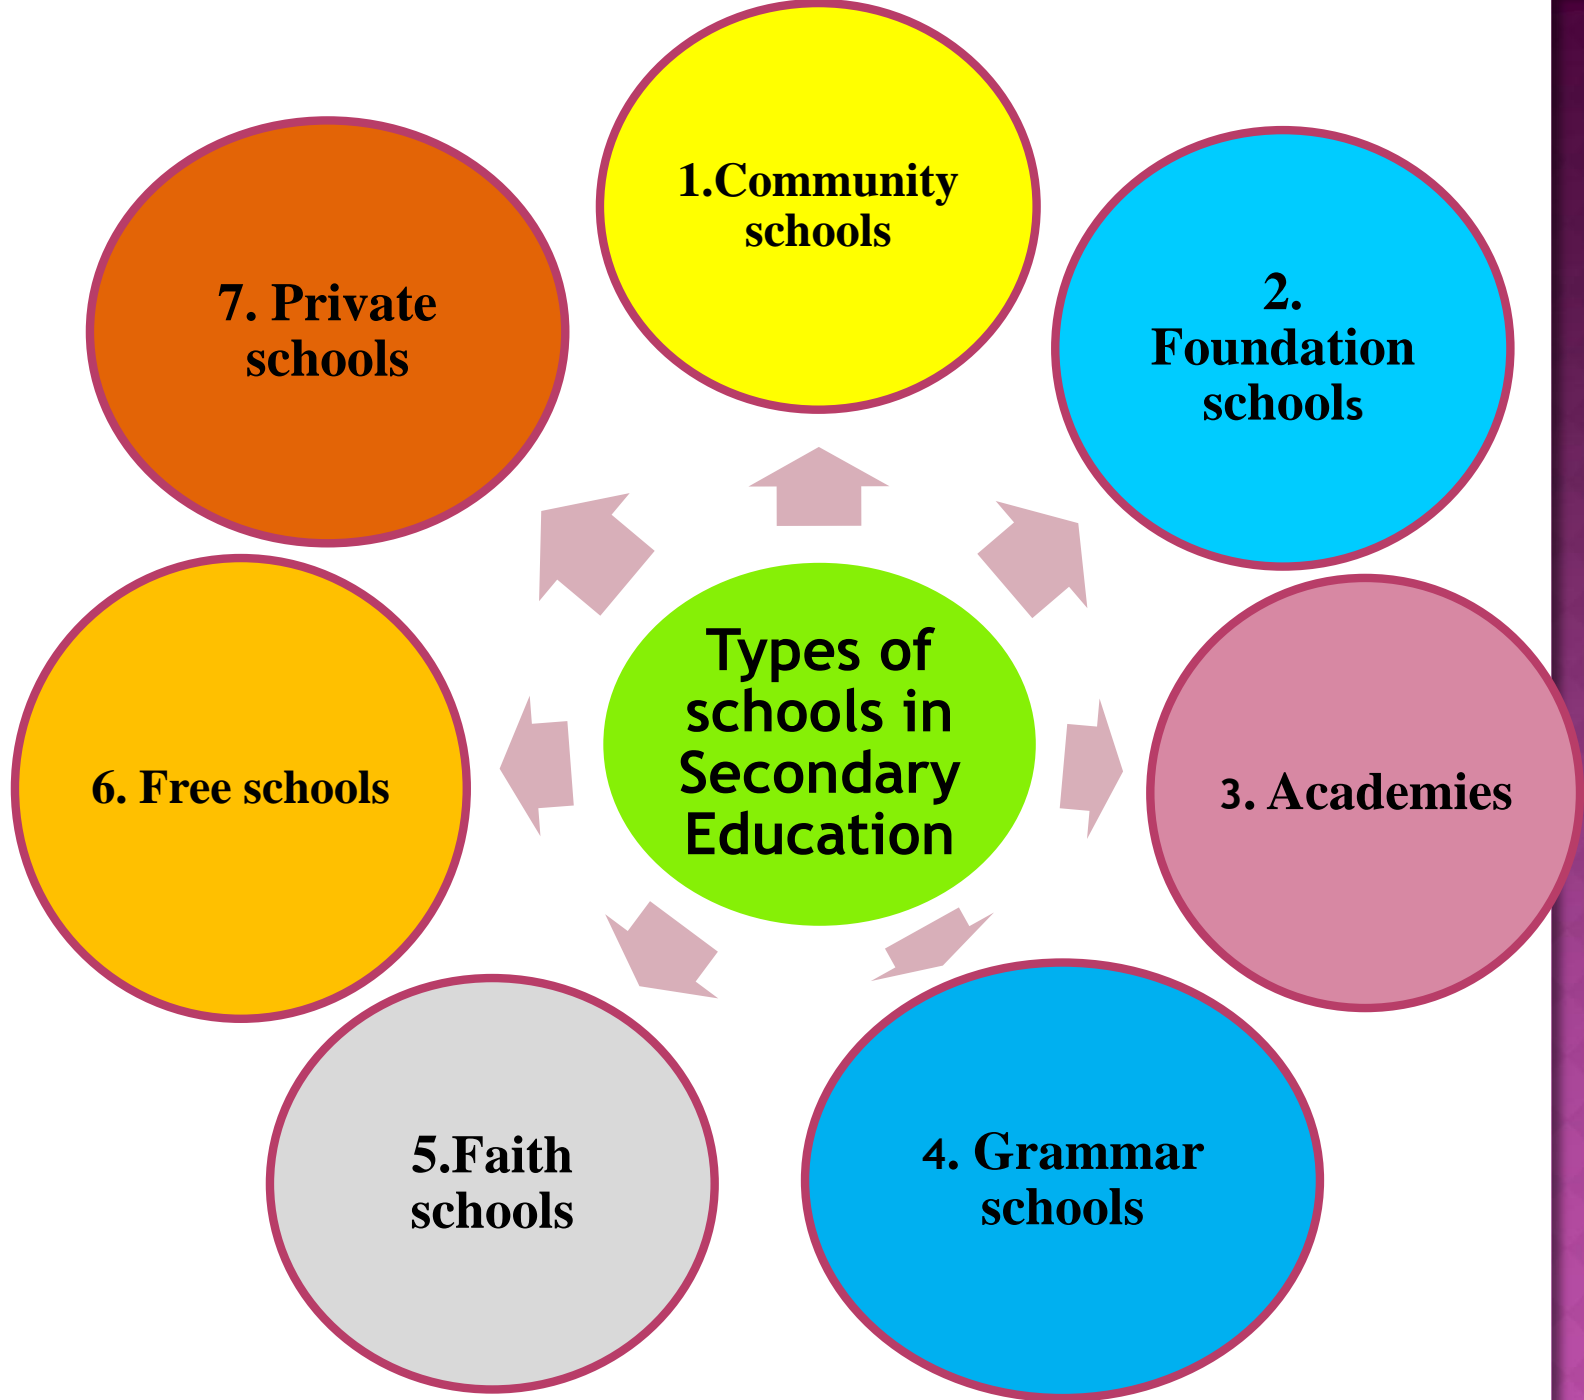 1.Community
schools
2.
Foundation
schools
3. Academies
4. Grammar
schools
5.Faith
schools
6. Free schools
7. Private
schools
Types of
schools in
Secondary
Education